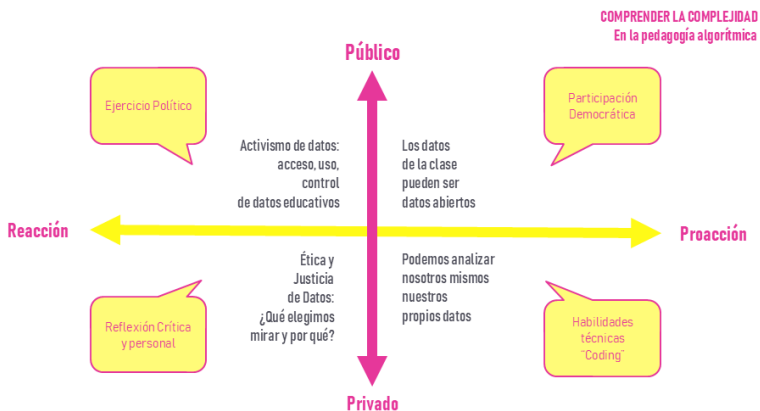 COMPRENDER LA COMPLEJIDAD
En la pedagogía algorítmica
Público
Ejercicio Político
Participación
Democrática
Activismo de datos:
acceso, uso,
control
de datos educativos
Los datos
de la clase
pueden ser
datos abiertos
Reacción
Proacción
Ética y
Justicia
de Datos:
¿Qué elegimos
mirar y por qué?
Podemos analizar
nosotros mismos
nuestros
propios datos
Reflexión Crítica
y personal
Habilidades
técnicas
“Coding”
Privado